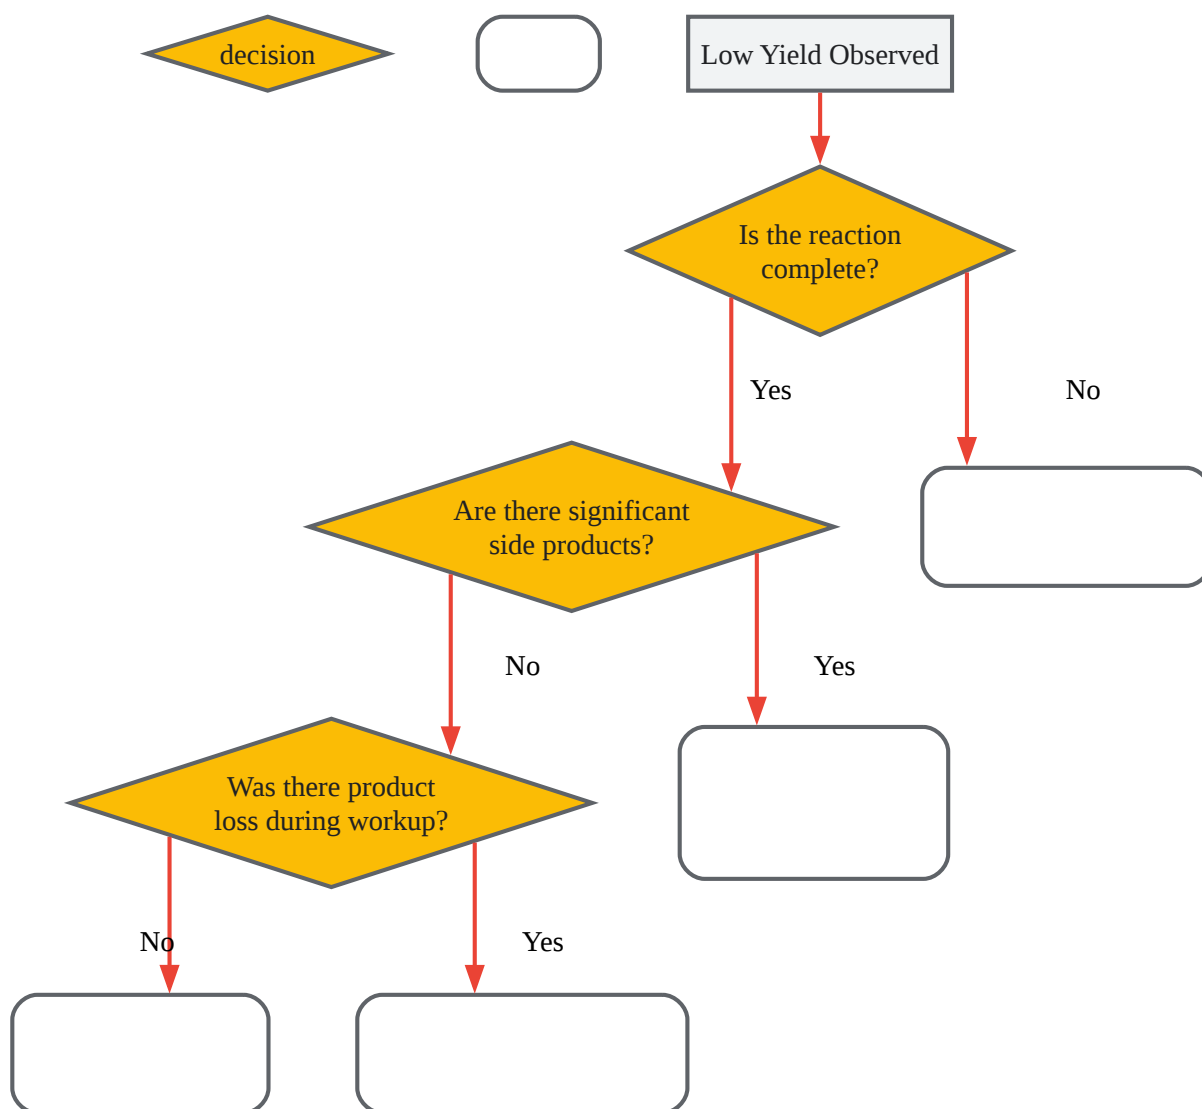 decision
Low Yield Observed
Is the reaction
complete?
Yes
No
Are there significant
side products?
No
Yes
Was there product
loss during workup?
No
Yes